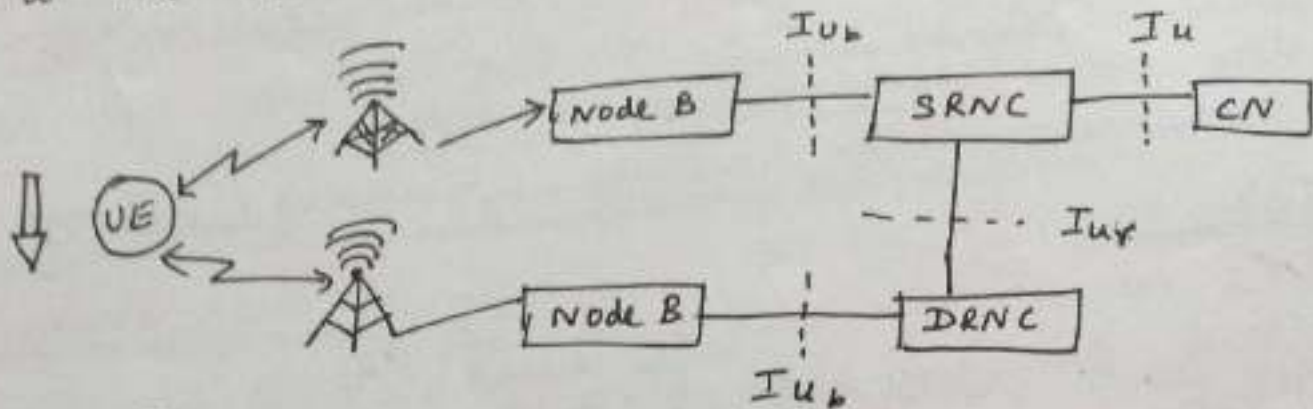 Iub Iu
Node B SRNC CN
UE
Iur
Node B DRNC
Iub